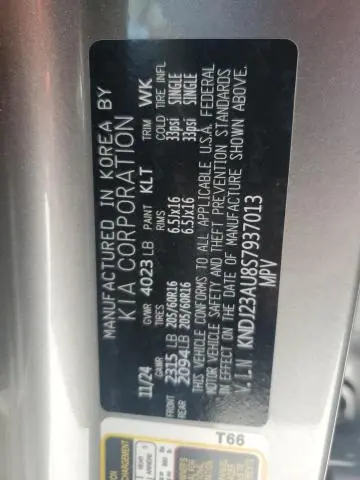 MANUFACTURED IN KOREA BY
KIA CORPORATION
11/24 GVWR 4023 LB PAINT KLT TRIM WK
GAWR TIRES RIMS COLD TIRE INFL
FRONT 2315 LB 205/60R16 6.5Jx16 33psi SINGLE
REAR 2094 LB 205/60R16 6.5Jx16 33psi SINGLE
THIS VEHICLE CONFORMS TO ALL APPLICABLE U.S.A. FEDERAL
MOTOR VEHICLE SAFETY AND THEFT PREVENTION STANDARDS
IN EFFECT ON THE DATE OF MANUFACTURE SHOWN ABOVE.
V.I.N. KNDJ23AU8S7937013
MPV
T66